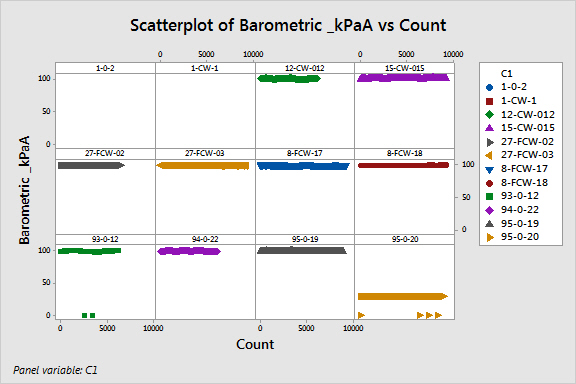 Scatterplot of Barometric _kPaA vs Count
0 5000 10000 0 5000 10000
1-0-2 1-CW-1 12-CW-012 15-CW-015
100
50
0
27-FCW-02 27-FCW-03 8-FCW-17 8-FCW-18
100
50
0
93-0-12 94-0-22 95-0-19 95-0-20
100
50
0
0 5000 10000 0 5000 10000
Barometric _kPaA
Count
C1
1-0-2
1-CW-1
12-CW-012
15-CW-015
27-FCW-02
27-FCW-03
8-FCW-17
8-FCW-18
93-0-12
94-0-22
95-0-19
95-0-20
Panel variable: C1